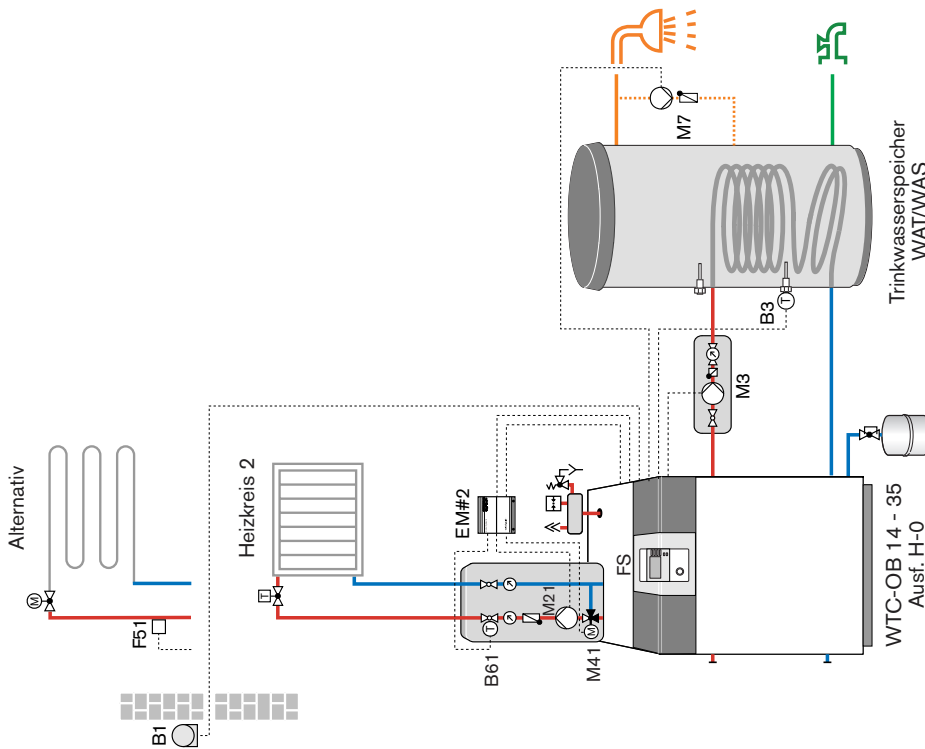 Alternativ
M
F51
B1
Heizkreis 2
T
EM#2
B61
T
M21
M41
M
FS
WTC-OB 14 - 35
Ausf. H-0
M3
B3
T
M7
Trinkwasserspeicher
WAT/WAS